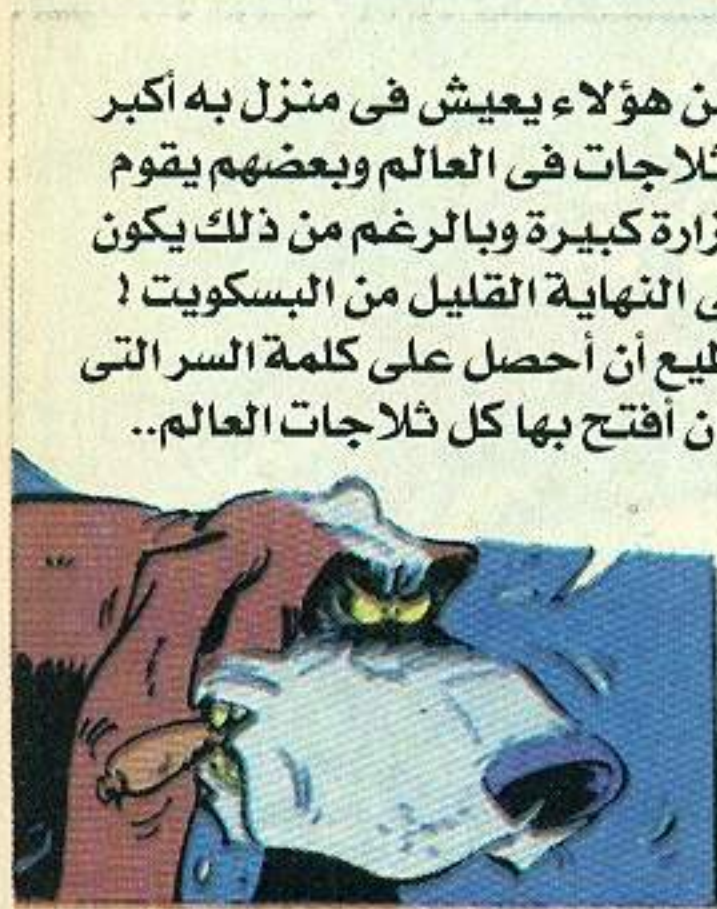 ن هؤلاء يعيش فى منزل به أكبر
ثلاجات فى العالم وبعضهم يقوم
زارة كبيرة وبالرغم من ذلك يكون
ى النهاية القليل من البسكويت !
طيع أن أحصل على كلمة السر التى
ن أفتح بها كل ثلاجات العالم..